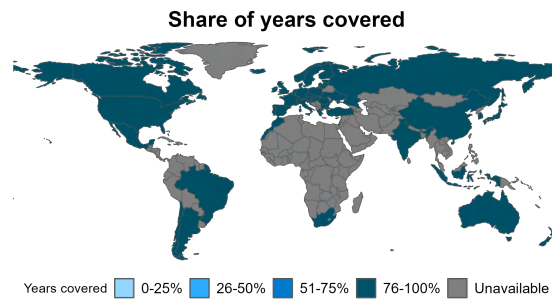 Share of years covered
Years covered 0-25% 26-50% 51-75% 76-100% Unavailable